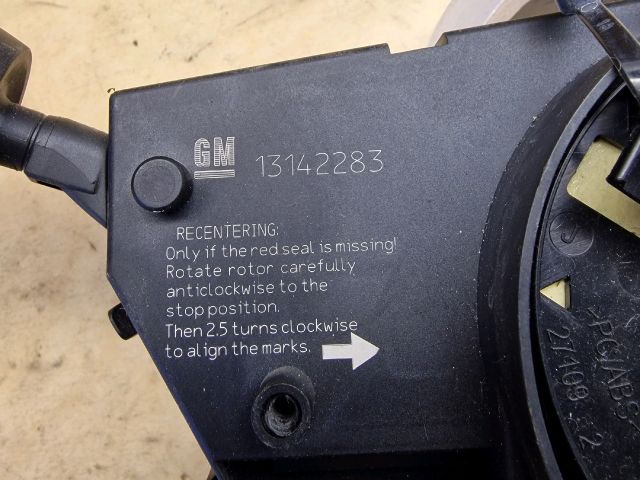 GM 13142283
RECENTERING:
Only if the red seal is missing!
Rotate rotor carefully
anticlockwise to the
stop position.
Then 2.5 turns clockwise
to align the marks.
>PC/ABS